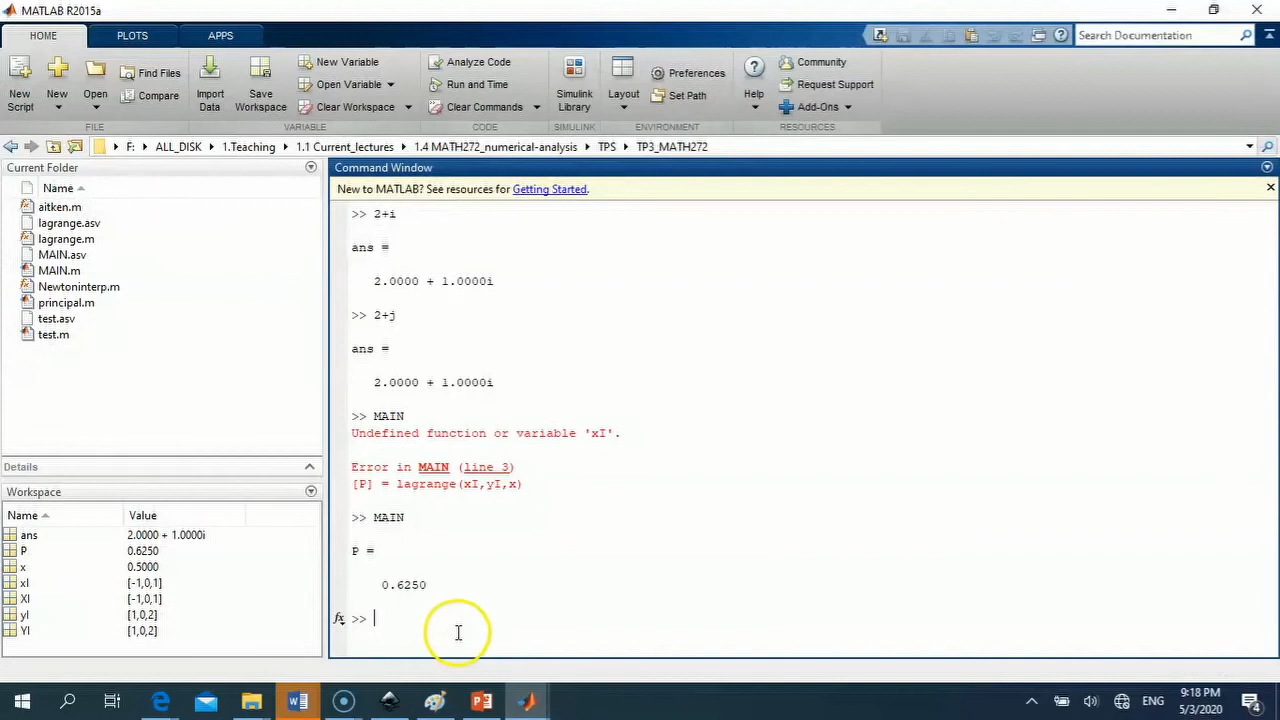 MATLAB R2015a
HOME PLOTS APPS Search Documentation
New Script New Open Find Files Compare Import Data Save Workspace New Variable Open Variable Clear Workspace Analyze Code Run and Time Clear Commands Simulink Library Layout Preferences Set Path Help Community Request Support Add-Ons
FILE VARIABLE CODE SIMULINK ENVIRONMENT RESOURCES
F: ALL_DISK 1.Teaching 1.1 Current_lectures 1.4 MATH272_numerical-analysis TPS TP3_MATH272
Current Folder
Name
aitken.m
lagrange.asv
lagrange.m
MAIN.asv
MAIN.m
Newtoninterp.m
principal.m
test.asv
test.m
Details
Workspace
Name Value
ans 2.0000 + 1.0000i
P 0.6250
x 0.5000
xI [-1,0,1]
XI [-1,0,1]
yI [1,0,2]
YI [1,0,2]
Command Window
New to MATLAB? See resources for Getting Started.
>> 2+i
ans =
2.0000 + 1.0000i
>> 2+j
ans =
2.0000 + 1.0000i
>> MAIN
Undefined function or variable 'xI'.
Error in MAIN (line 3)
[P] = lagrange(xI,yI,x)
>> MAIN
P =
0.6250
fx >>
ENG
9:18 PM
5/3/2020
4